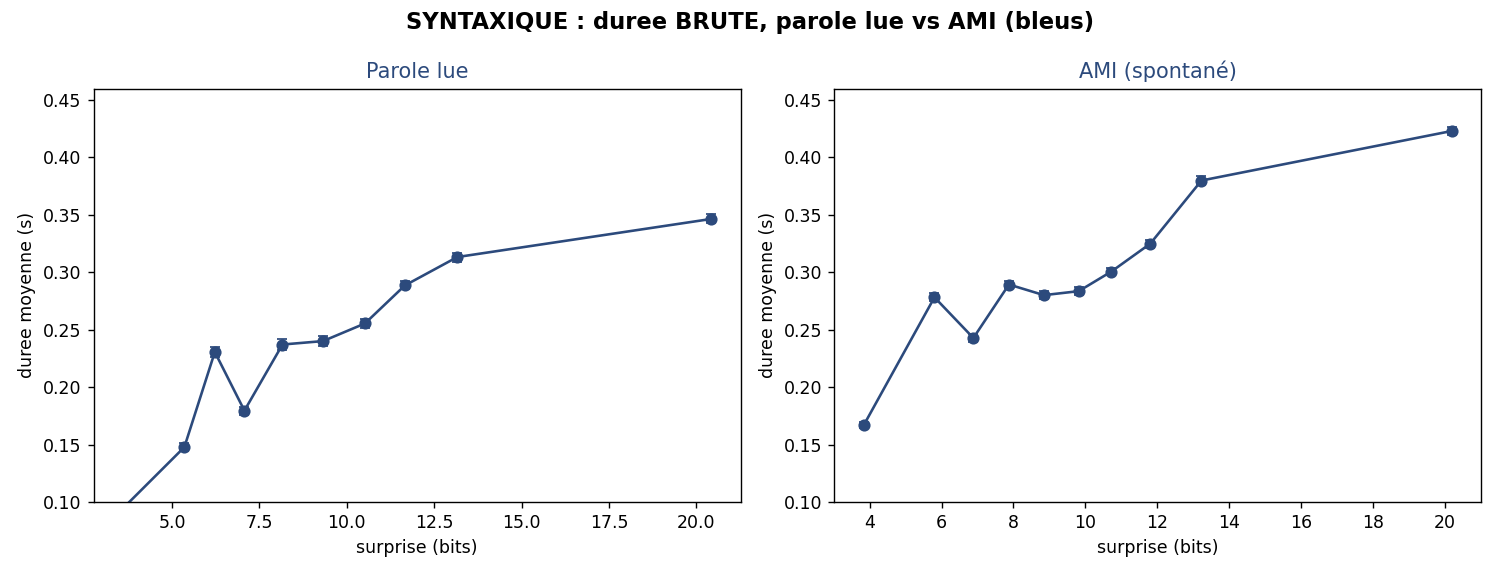 SYNTAXIQUE : duree BRUTE, parole lue vs AMI (bleus)
Parole lue
0.45
0.40
0.35
0.30
0.25
0.20
0.15
0.10
duree moyenne (s)
5.0 7.5 10.0 12.5 15.0 17.5 20.0
surprise (bits)
AMI (spontané)
0.45
0.40
0.35
0.30
0.25
0.20
0.15
0.10
duree moyenne (s)
4 6 8 10 12 14 16 18 20
surprise (bits)